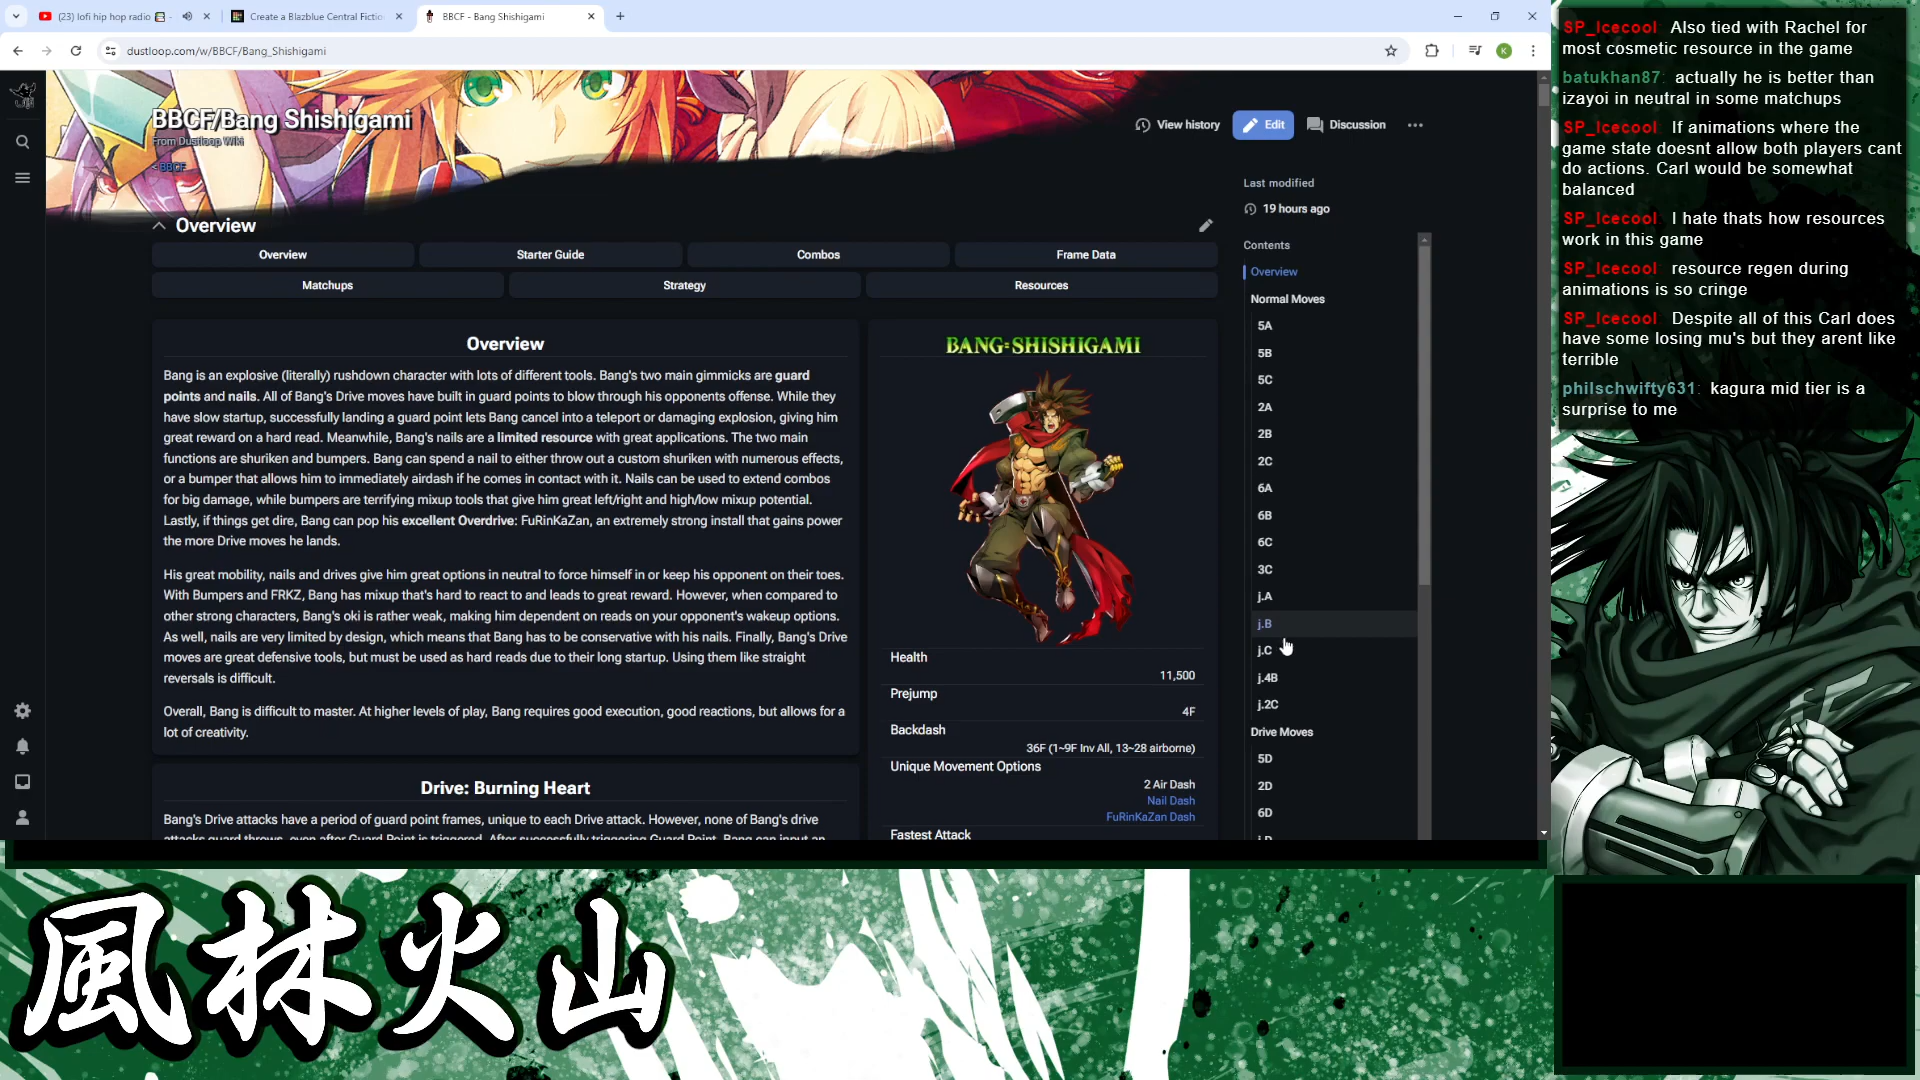 (23) lofi hip hop radio
Create a Blazblue Central Fictio
BBCF - Bang Shishigami
dustloop.com/w/BBCF/Bang_Shishigami
K
BBCF/Bang Shishigami
From Dustloop Wiki
< BBCF
View history
Edit
Discussion
Overview
Overview
Starter Guide
Combos
Frame Data
Matchups
Strategy
Resources
Overview
Bang is an explosive (literally) rushdown character with lots of different tools. Bang's two main gimmicks are guard
points and nails. All of Bang's Drive moves have built in guard points to blow through his opponents offense. While they
have slow startup, successfully landing a guard point lets Bang cancel into a teleport or damaging explosion, giving him
great reward on a hard read. Meanwhile, Bang's nails are a limited resource with great applications. The two main
functions are shuriken and bumpers. Bang can spend a nail to either throw out a custom shuriken with numerous effects,
or a bumper that allows him to immediately airdash if he comes in contact with it. Nails can be used to extend combos
for big damage, while bumpers are terrifying mixup tools that give him great left/right and high/low mixup potential.
Lastly, if things get dire, Bang can pop his excellent Overdrive: FuRinKaZan, an extremely strong install that gains power
the more Drive moves he lands.
His great mobility, nails and drives give him great options in neutral to force himself in or keep his opponent on their toes.
With Bumpers and FRKZ, Bang has mixup that's hard to react to and leads to great reward. However, when compared to
other strong characters, Bang's oki is rather weak, making him dependent on reads on your opponent's wakeup options.
As well, nails are very limited by design, which means that Bang has to be conservative with his nails. Finally, Bang's Drive
moves are great defensive tools, but must be used as hard reads due to their long startup. Using them like straight
reversals is difficult.
Overall, Bang is difficult to master. At higher levels of play, Bang requires good execution, good reactions, but allows for a
lot of creativity.
Drive: Burning Heart
Bang's Drive attacks have a period of guard point frames, unique to each Drive attack. However, none of Bang's drive
attacks guard throws, even after Guard Point is triggered. After successfully triggering Guard Point, Bang can input an
BANG=SHISHIGAMI
Health
11,500
Prejump
4F
Backdash
36F (1~9F Inv All, 13~28 airborne)
Unique Movement Options
2 Air Dash
Nail Dash
FuRinKaZan Dash
Fastest Attack
Last modified
19 hours ago
Contents
Overview
Normal Moves
5A
5B
5C
2A
2B
2C
6A
6B
6C
3C
j.A
j.B
j.C
j.4B
j.2C
Drive Moves
5D
2D
6D
j.D
SP_Icecool: Also tied with Rachel for
most cosmetic resource in the game
batukhan87: actually he is better than
izayoi in neutral in some matchups
SP_Icecool: If animations where the
game state doesnt allow both players cant
do actions. Carl would be somewhat
balanced
SP_Icecool: I hate thats how resources
work in this game
SP_Icecool: resource regen during
animations is so cringe
SP_Icecool: Despite all of this Carl does
have some losing mu's but they arent like
terrible
philschwifty631: kagura mid tier is a
surprise to me
風林火山